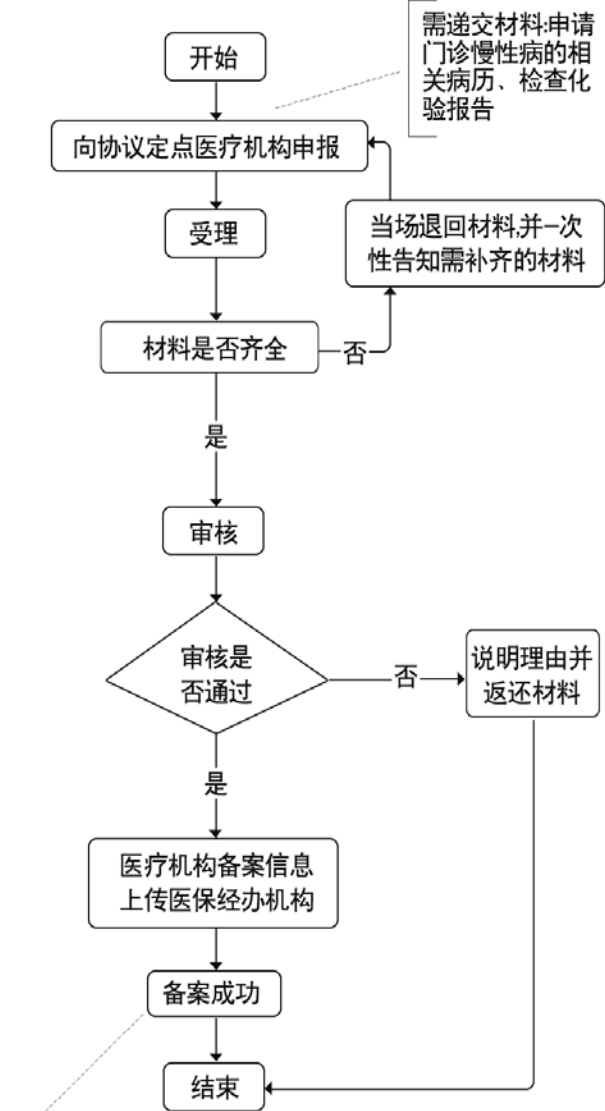 需递交材料:申请
门诊慢性病的相
关病历、检查化
验报告
开始
向协议定点医疗机构申报
受理
当场退回材料,并一次
性告知需补齐的材料
材料是否齐全
否
是
审核
审核是
否通过
否
说明理由并
返还材料
是
医疗机构备案信息
上传医保经办机构
备案成功
结束